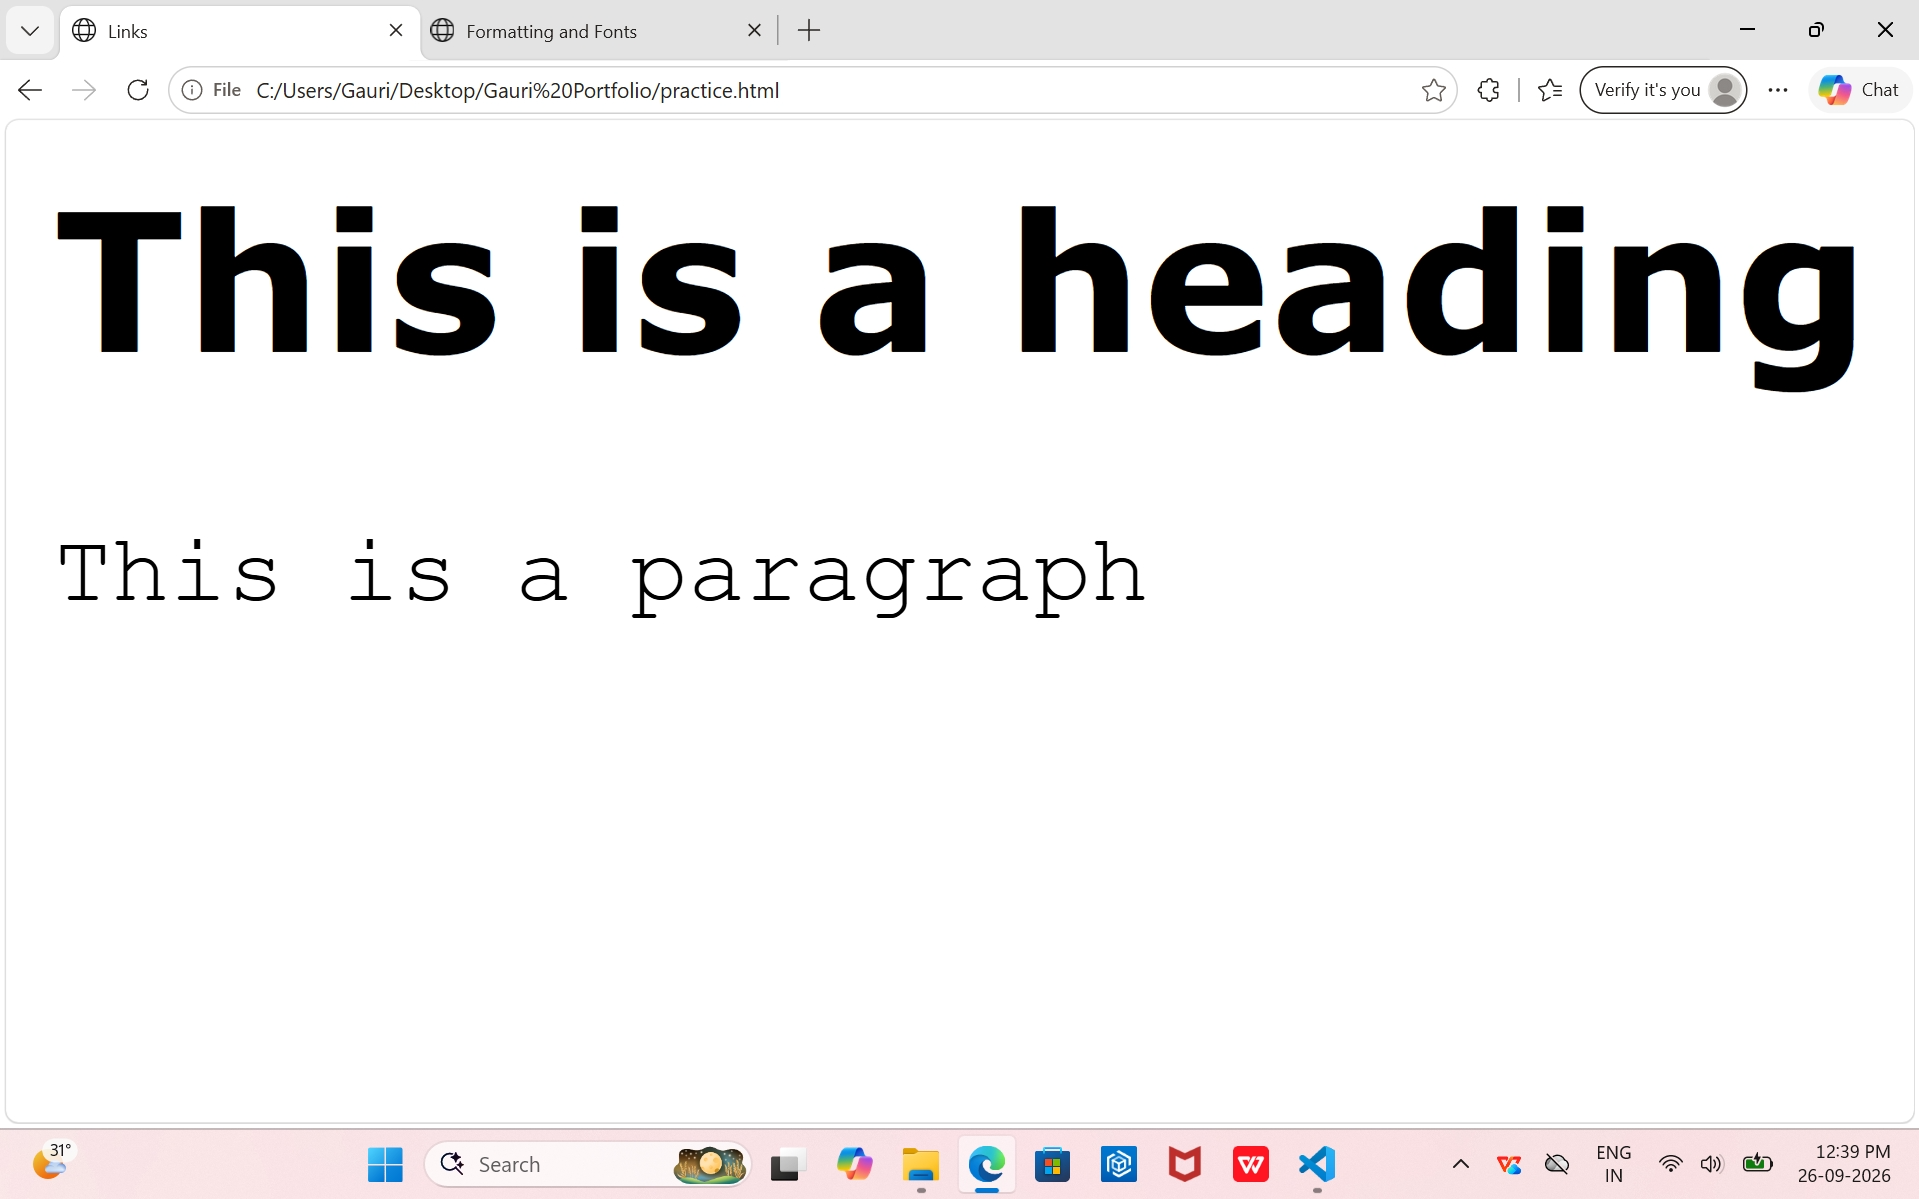 Links
Formatting and Fonts
File
C:/Users/Gauri/Desktop/Gauri%20Portfolio/practice.html
Verify it's you
Chat
This is a heading
This is a paragraph
31°
Search
ENG
IN
12:39 PM
26-09-2026